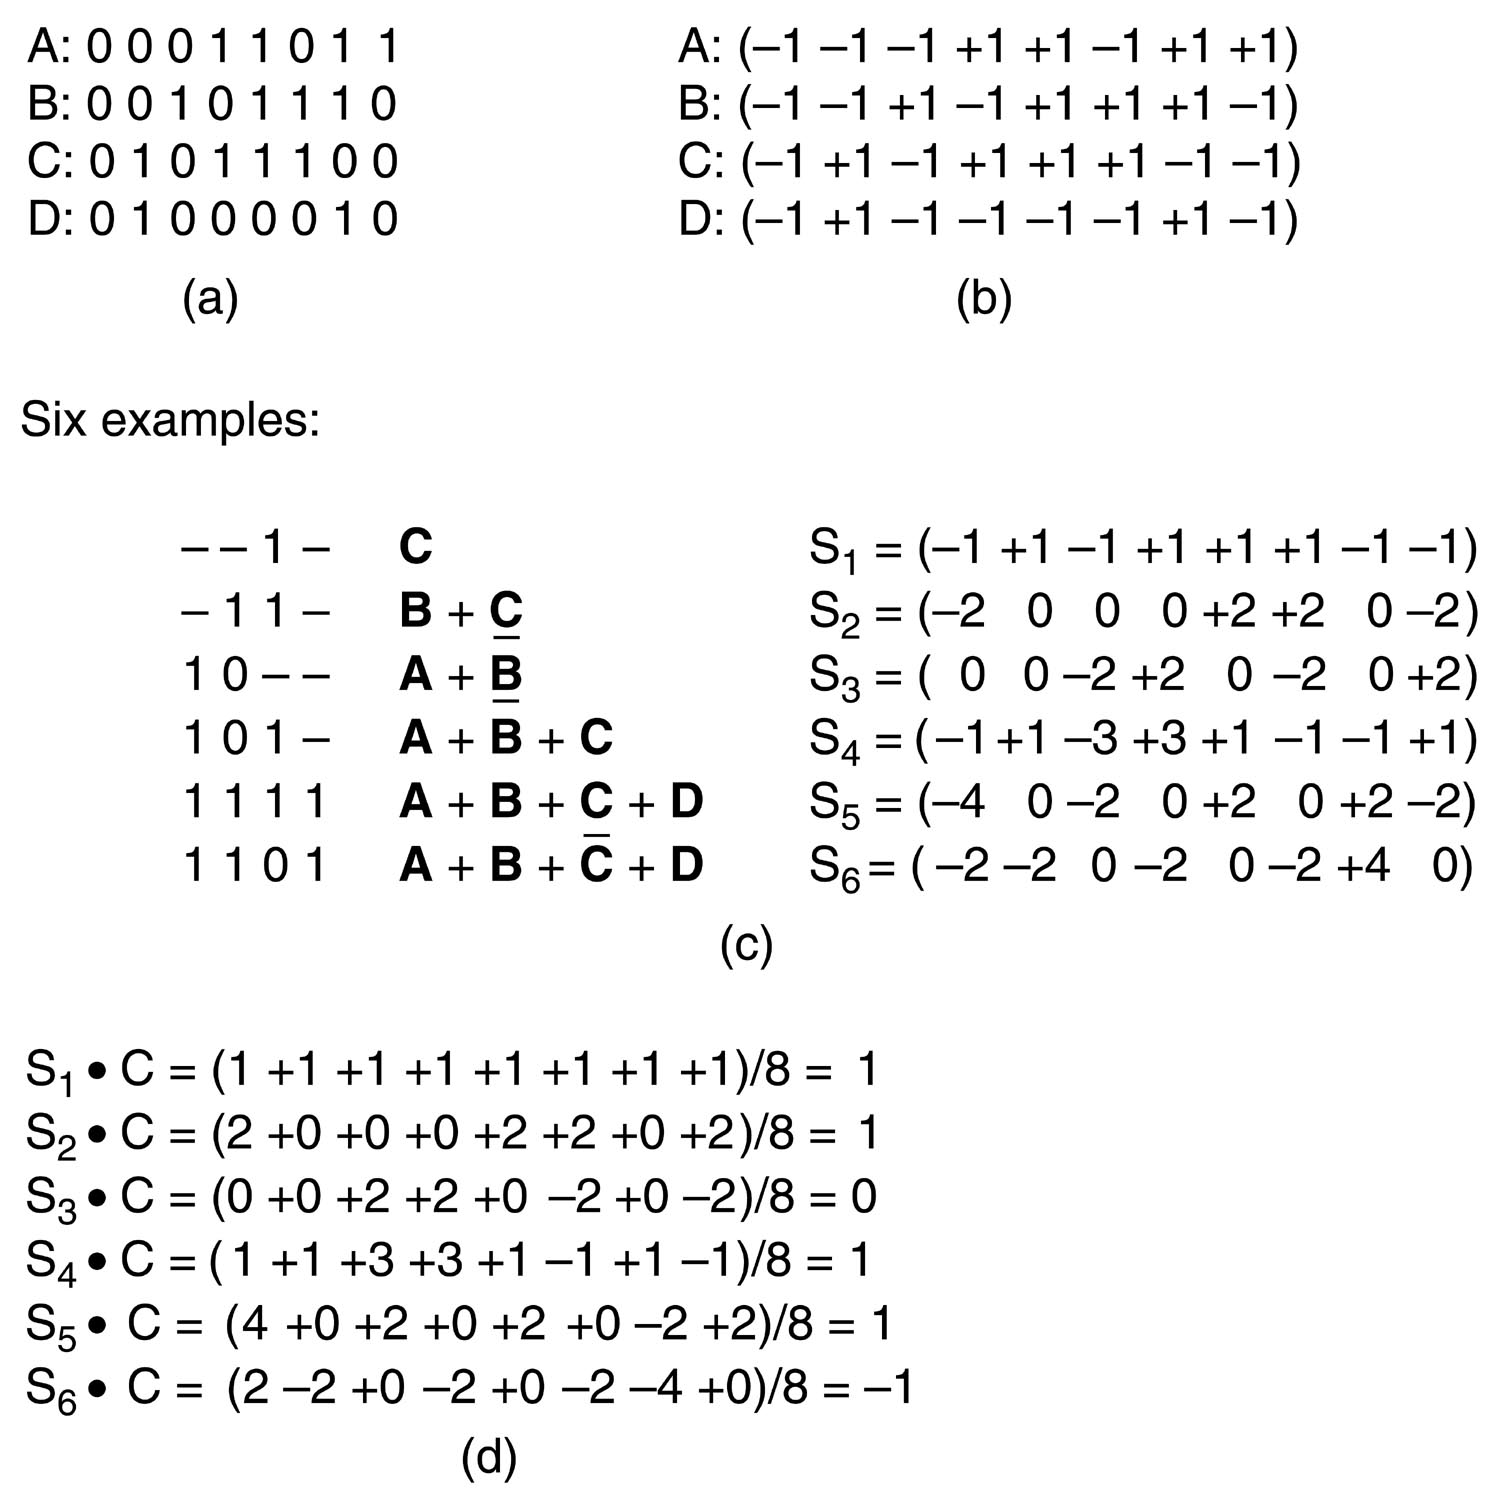 A: 0 0 0 1 1 0 1 1
B: 0 0 1 0 1 1 1 0
C: 0 1 0 1 1 1 0 0
D: 0 1 0 0 0 0 1 0
(a)
A: (–1 –1 –1 +1 +1 –1 +1 +1)
B: (–1 –1 +1 –1 +1 +1 +1 –1)
C: (–1 +1 –1 +1 +1 +1 –1 –1)
D: (–1 +1 –1 –1 –1 –1 +1 –1)
(b)
Six examples:
– – 1 – C S₁ = (–1 +1 –1 +1 +1 +1 –1 –1)
– 1 1 – B + C S₂ = (–2 0 0 0 +2 +2 0 –2)
1 0 – – A + B̅ S₃ = ( 0 0 –2 +2 0 –2 0 +2)
1 0 1 – A + B̅ + C S₄ = (–1 +1 –3 +3 +1 –1 –1 +1)
1 1 1 1 A + B + C + D S₅ = (–4 0 –2 0 +2 0 +2 –2)
1 1 0 1 A + B + C̅ + D S₆ = (–2 –2 0 –2 0 –2 +4 0)
(c)
S₁ • C = (1 +1 +1 +1 +1 +1 +1 +1)/8 = 1
S₂ • C = (2 +0 +0 +0 +2 +2 +0 +2)/8 = 1
S₃ • C = (0 +0 +2 +2 +0 –2 +0 –2)/8 = 0
S₄ • C = (1 +1 +3 +3 +1 –1 +1 –1)/8 = 1
S₅ • C = (4 +0 +2 +0 +2 +0 –2 +2)/8 = 1
S₆ • C = (2 –2 +0 –2 +0 –2 –4 +0)/8 = –1
(d)